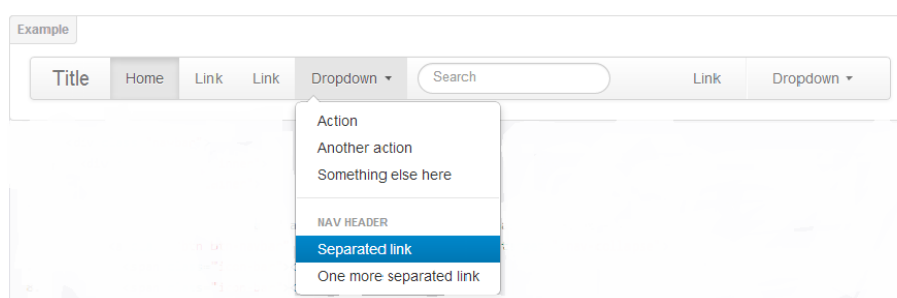 Example
Title Home Link Link Dropdown Search Link Dropdown
Action
Another action
Something else here
NAV HEADER
Separated link
One more separated link